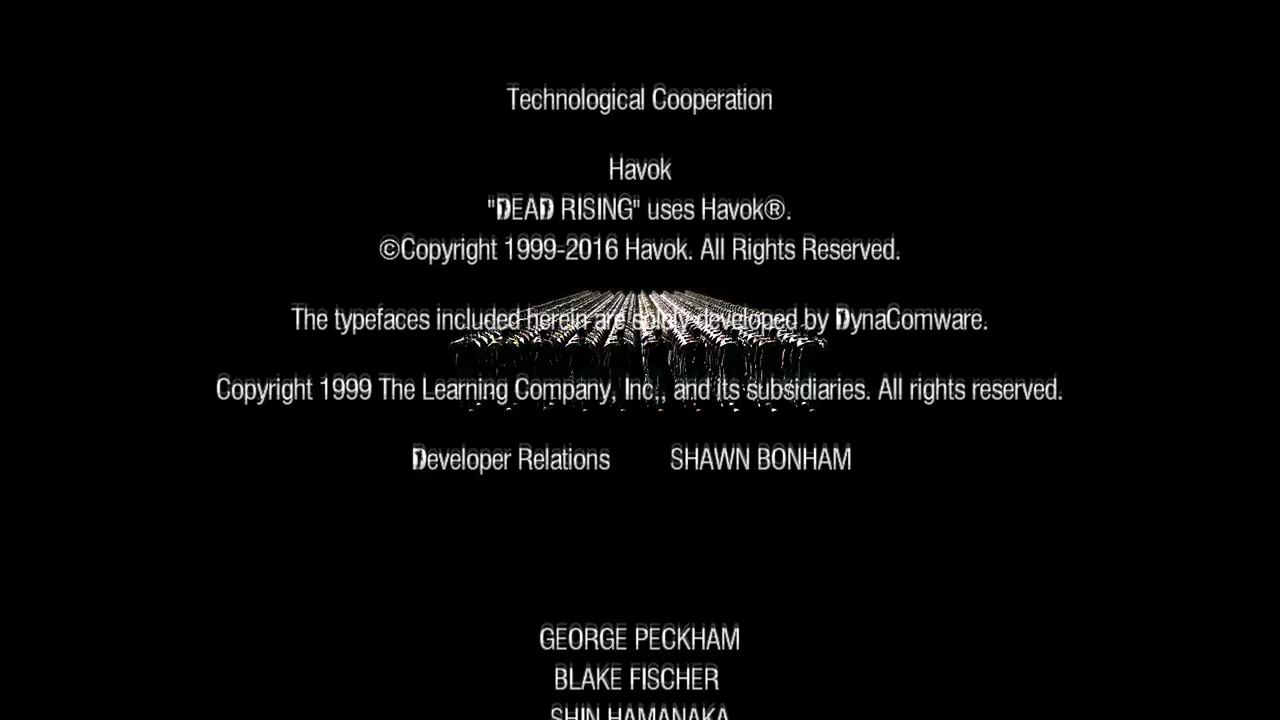 Technological Cooperation
Havok
"DEAD RISING" uses Havok®.
©Copyright 1999-2016 Havok. All Rights Reserved.
The typefaces included herein are solely developed by DynaComware.
Copyright 1999 The Learning Company, Inc., and its subsidiaries. All rights reserved.
Developer Relations SHAWN BONHAM
GEORGE PECKHAM
BLAKE FISCHER
SHIN HAMANAKA